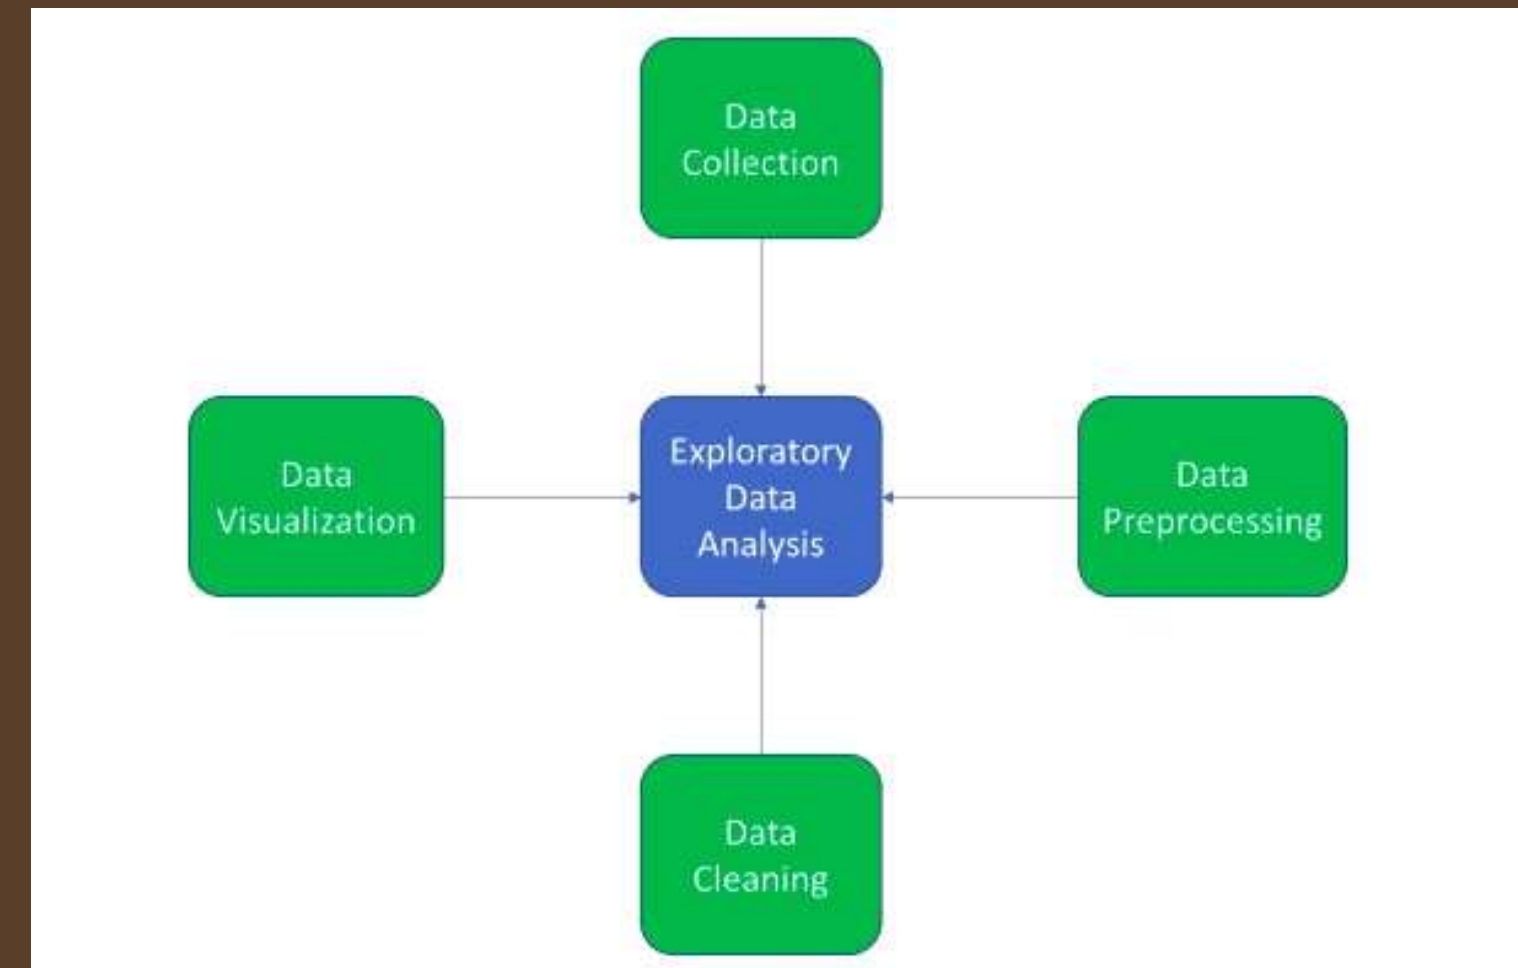 Data
Collection
Data
Visualization
Exploratory
Data
Analysis
Data
Preprocessing
Data
Cleaning